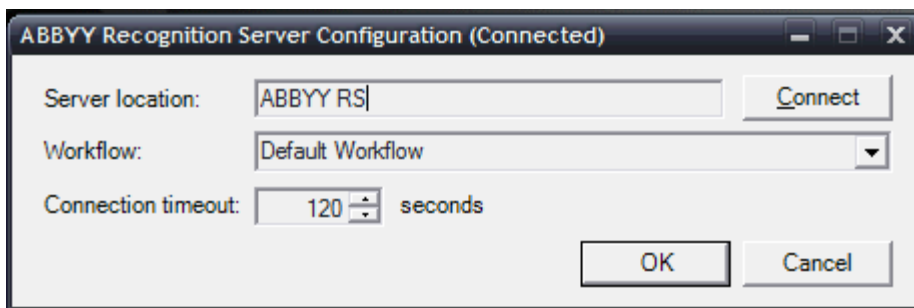 ABBYY Recognition Server Configuration (Connected)
Server location: ABBYY RS Connect
Workflow: Default Workflow
Connection timeout: 120 seconds
OK Cancel